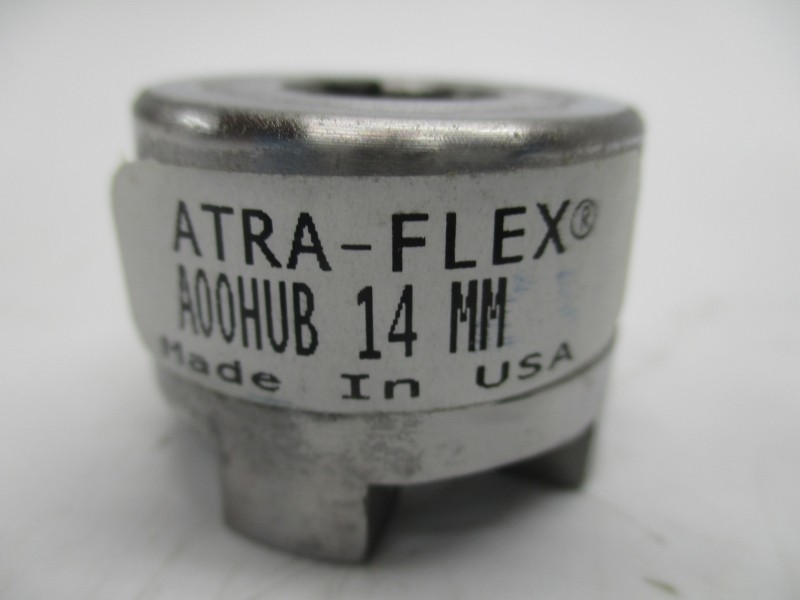 ATRA-FLEX®
A00HUB 14 MM
Made In USA